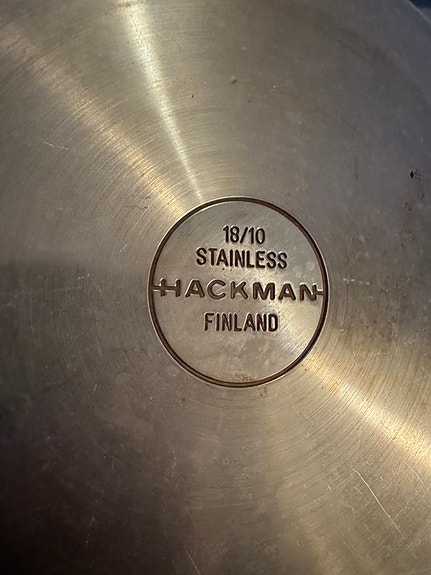 18/10
STAINLESS
HACKMAN
FINLAND